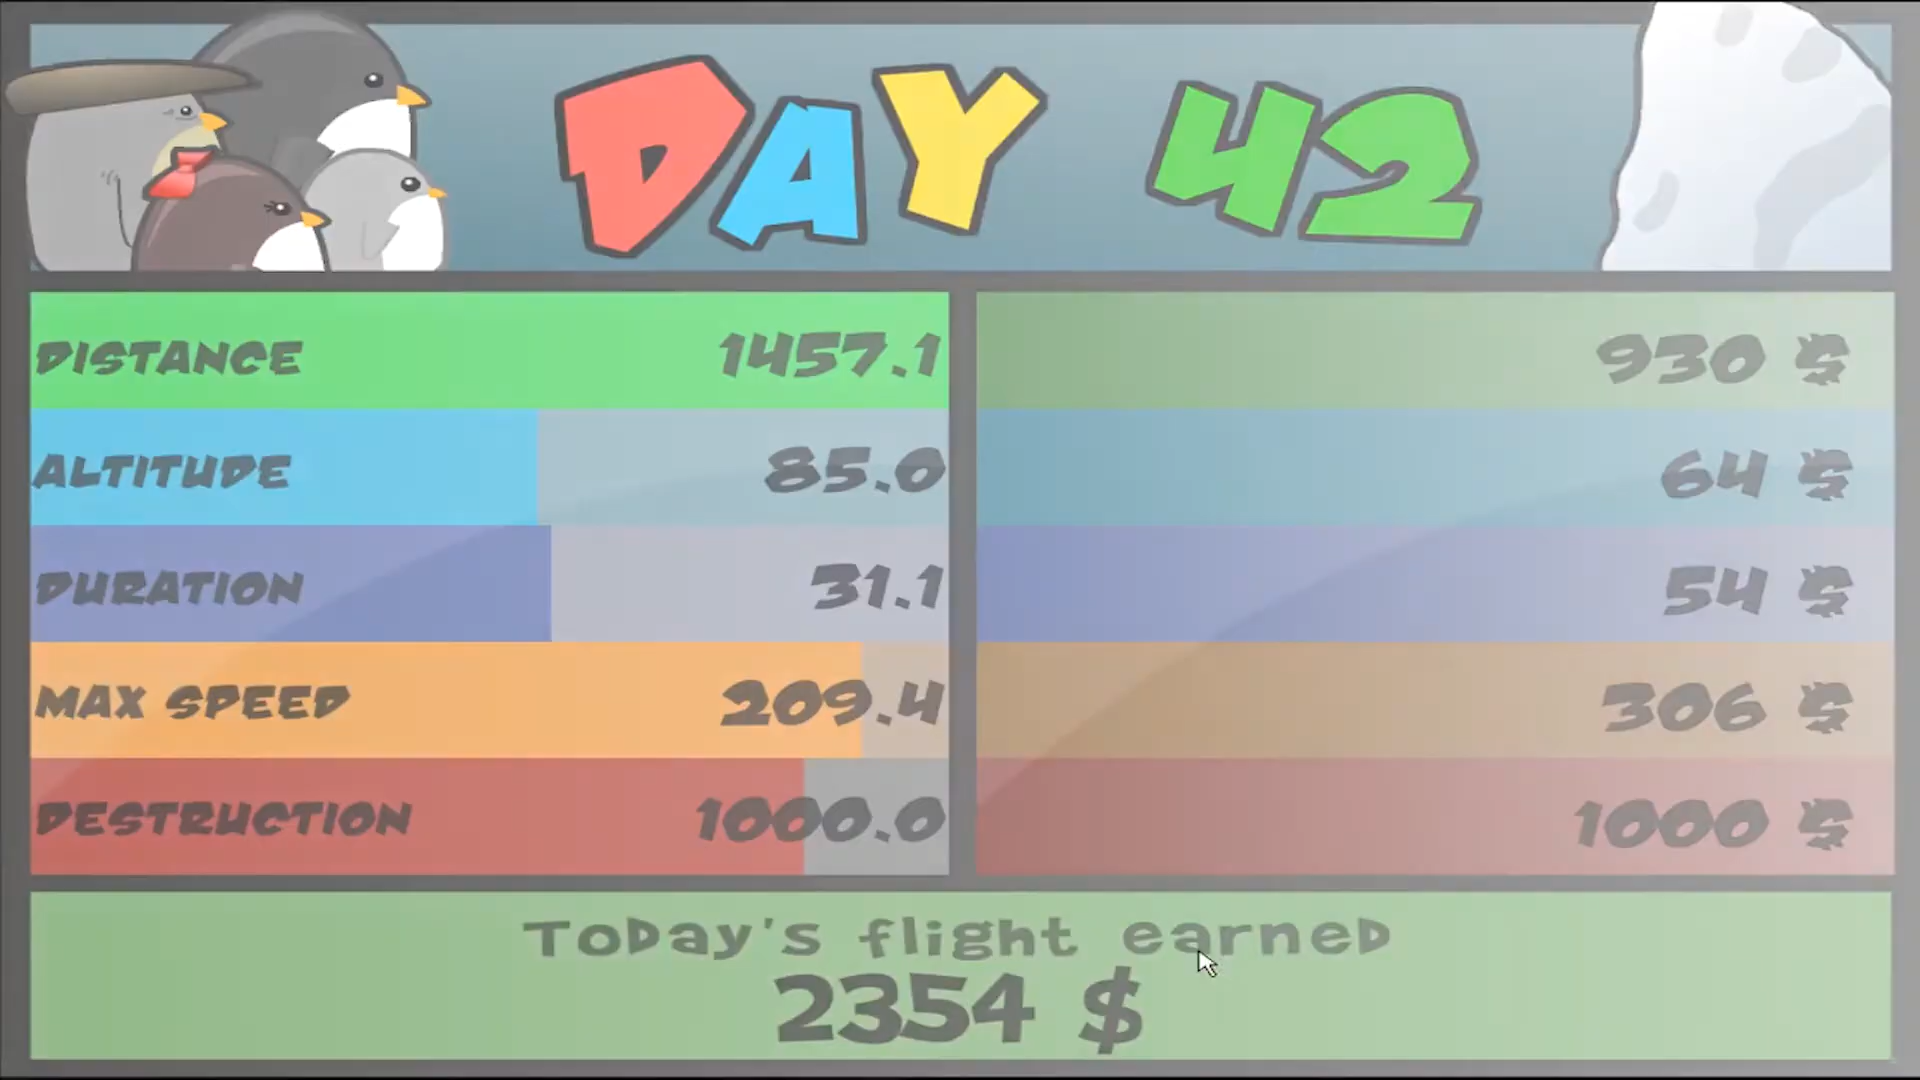 DAY 42
DISTANCE 1457.1 930 $
ALTITUDE 85.0 64 $
DURATION 31.1 54 $
MAX SPEED 209.4 306 $
DESTRUCTION 1000.0 1000 $
Today's flight earned
2354 $